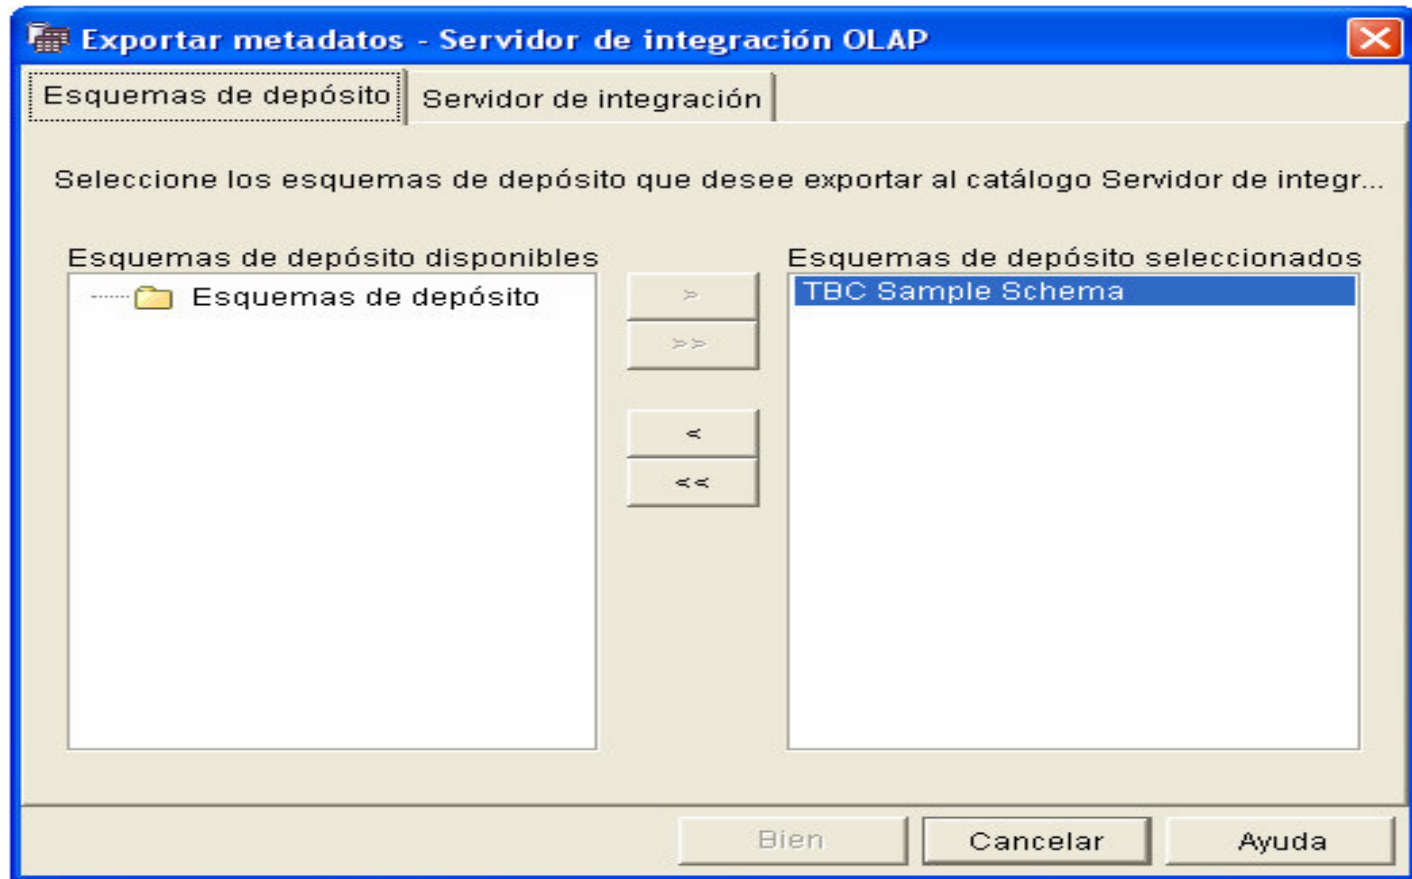 Exportar metadatos - Servidor de integración OLAP
Esquemas de depósito
Servidor de integración
Seleccione los esquemas de depósito que desee exportar al catálogo Servidor de integr...
Esquemas de depósito disponibles
Esquemas de depósito
>
>>
<
<<
Esquemas de depósito seleccionados
TBC Sample Schema
Bien
Cancelar
Ayuda